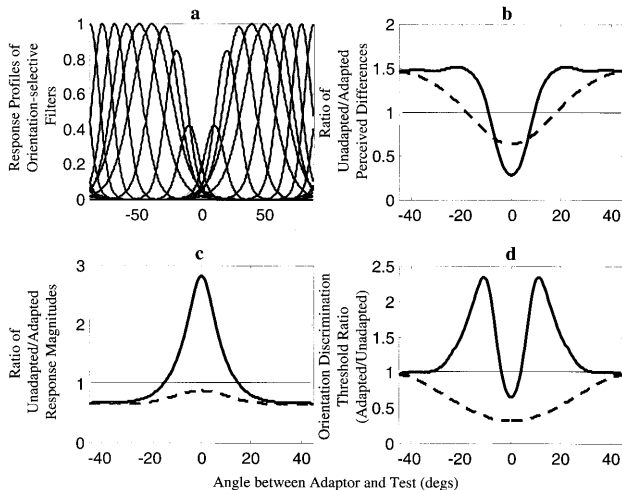 a
Response Profiles of
Orientation-selective
Filters
1
0.8
0.6
0.4
0.2
0
-50 0 50
b
Ratio of
Unadapted/Adapted
Perceived Differences
2
1.5
1
0.5
0
-40 -20 0 20 40
c
Ratio of
Unadapted/Adapted
Response Magnitudes
3
2
1
0
-40 -20 0 20 40
d
Orientation Discrimination
Threshold Ratio
(Adapted/Unadapted)
2.5
2
1.5
1
0.5
0
-40 -20 0 20 40
Angle between Adaptor and Test (degs)